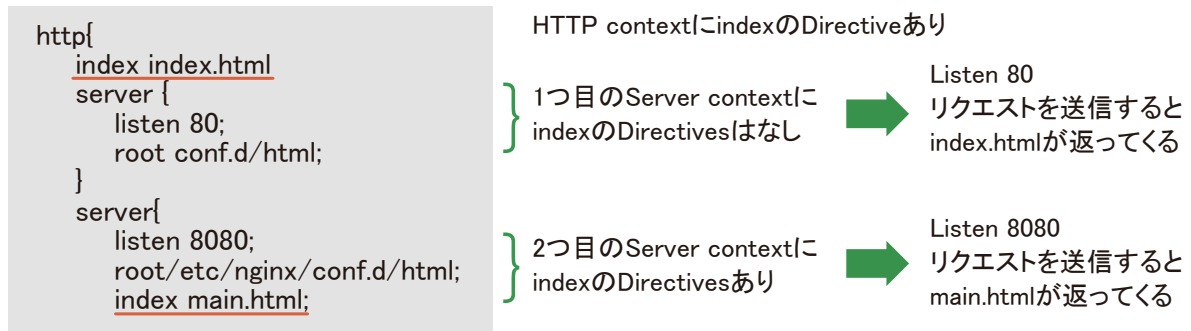 http{
index index.html
server {
listen 80;
root conf.d/html;
}
server{
listen 8080;
root/etc/nginx/conf.d/html;
index main.html;
HTTP contextにindexのDirectiveあり
1つ目のServer contextに
indexのDirectivesはなし
Listen 80
リクエストを送信すると
index.htmlが返ってくる
2つ目のServer contextに
indexのDirectivesあり
Listen 8080
リクエストを送信すると
main.htmlが返ってくる